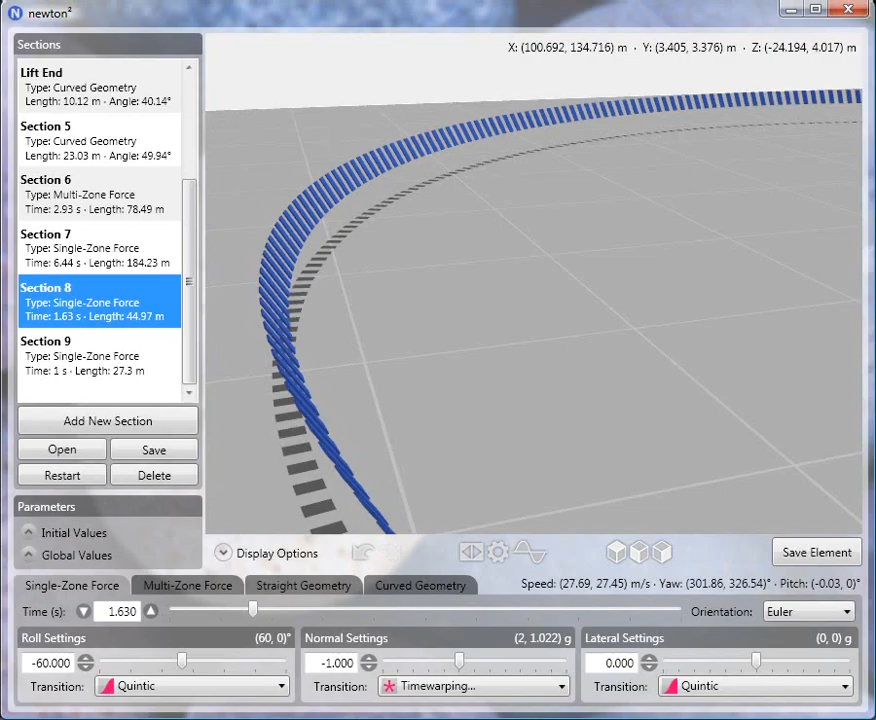 newton²
Sections
X: (100.692, 134.716) m · Y: (3.405, 3.376) m · Z: (-24.194, 4.017) m
Lift End
Type: Curved Geometry
Length: 10.12 m · Angle: 40.14°
Section 5
Type: Curved Geometry
Length: 23.03 m · Angle: 49.94°
Section 6
Type: Multi-Zone Force
Time: 2.93 s · Length: 78.49 m
Section 7
Type: Single-Zone Force
Time: 6.44 s · Length: 184.23 m
Section 8
Type: Single-Zone Force
Time: 1.63 s · Length: 44.97 m
Section 9
Type: Single-Zone Force
Time: 1 s · Length: 27.3 m
Add New Section
Open Save
Restart Delete
Parameters
Initial Values
Global Values
Display Options
Save Element
Single-Zone Force Multi-Zone Force Straight Geometry Curved Geometry
Speed: (27.69, 27.45) m/s · Yaw: (301.86, 326.54)° · Pitch: (-0.03, 0)°
Time (s): 1.630 Orientation: Euler
Roll Settings (60, 0)° Normal Settings (2, 1.022) g Lateral Settings (0, 0) g
-60.000 -1.000 0.000
Transition: Quintic Transition: Timewarping... Transition: Quintic